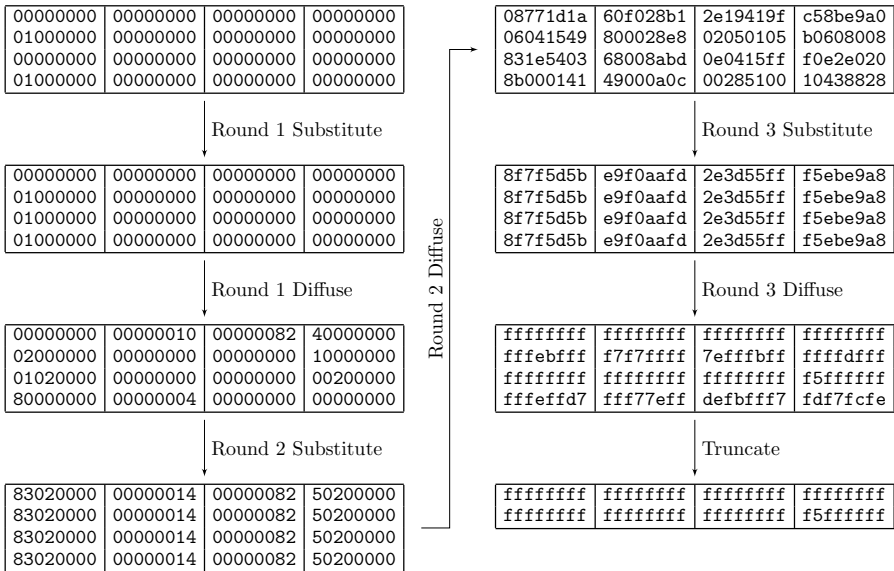 00000000 00000000 00000000 00000000
01000000 00000000 00000000 00000000
00000000 00000000 00000000 00000000
01000000 00000000 00000000 00000000
Round 1 Substitute
00000000 00000000 00000000 00000000
01000000 00000000 00000000 00000000
01000000 00000000 00000000 00000000
01000000 00000000 00000000 00000000
Round 1 Diffuse
00000000 00000010 00000082 40000000
02000000 00000000 00000000 10000000
01020000 00000000 00000000 00200000
80000000 00000004 00000000 00000000
Round 2 Substitute
83020000 00000014 00000082 50200000
83020000 00000014 00000082 50200000
83020000 00000014 00000082 50200000
83020000 00000014 00000082 50200000
Round 2 Diffuse
08771d1a 60f028b1 2e19419f c58be9a0
06041549 800028e8 02050105 b0608008
831e5403 68008abd 0e0415ff f0e2e020
8b000141 49000a0c 00285100 10438828
Round 3 Substitute
8f7f5d5b e9f0aafd 2e3d55ff f5ebe9a8
8f7f5d5b e9f0aafd 2e3d55ff f5ebe9a8
8f7f5d5b e9f0aafd 2e3d55ff f5ebe9a8
8f7f5d5b e9f0aafd 2e3d55ff f5ebe9a8
Round 3 Diffuse
ffffffff ffffffff ffffffff ffffffff
fffebfff f7f7ffff 7efffbff ffffdfff
ffffffff ffffffff ffffffff f5ffffff
fffeffd7 fff77eff defbfff7 fdf7fcfe
Truncate
ffffffff ffffffff ffffffff ffffffff
ffffffff ffffffff ffffffff f5ffffff